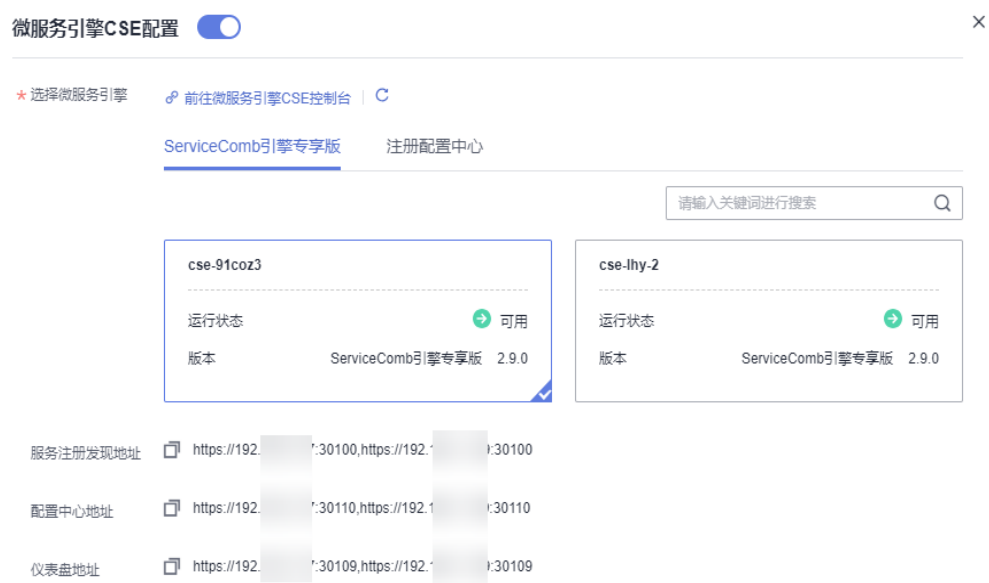 微服务引擎CSE配置
* 选择微服务引擎 前往微服务引擎CSE控制台
ServiceComb引擎专享版 注册配置中心
请输入关键词进行搜索
cse-91coz3 cse-lhy-2
运行状态 可用 运行状态 可用
版本 ServiceComb引擎专享版 2.9.0 版本 ServiceComb引擎专享版 2.9.0
服务注册发现地址 https://192. :30100,https://192.1 :30100
配置中心地址 https://192. :30110,https://192.1 :30110
仪表盘地址 https://192. :30109,https://192. :30109